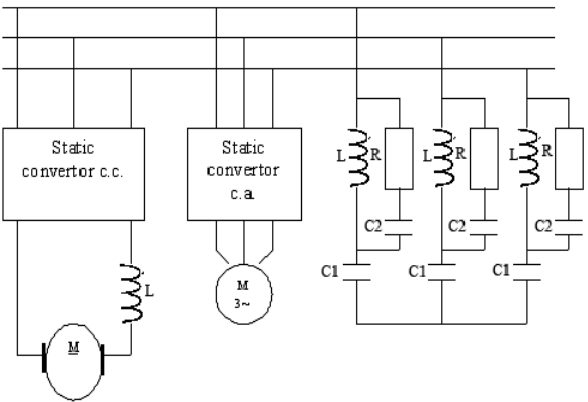 Static
convertor c.c.
Static
convertor
c.a
L
R
L
R
L
R
C2
C2
C2
C1
C1
C1
L
M
3~
M